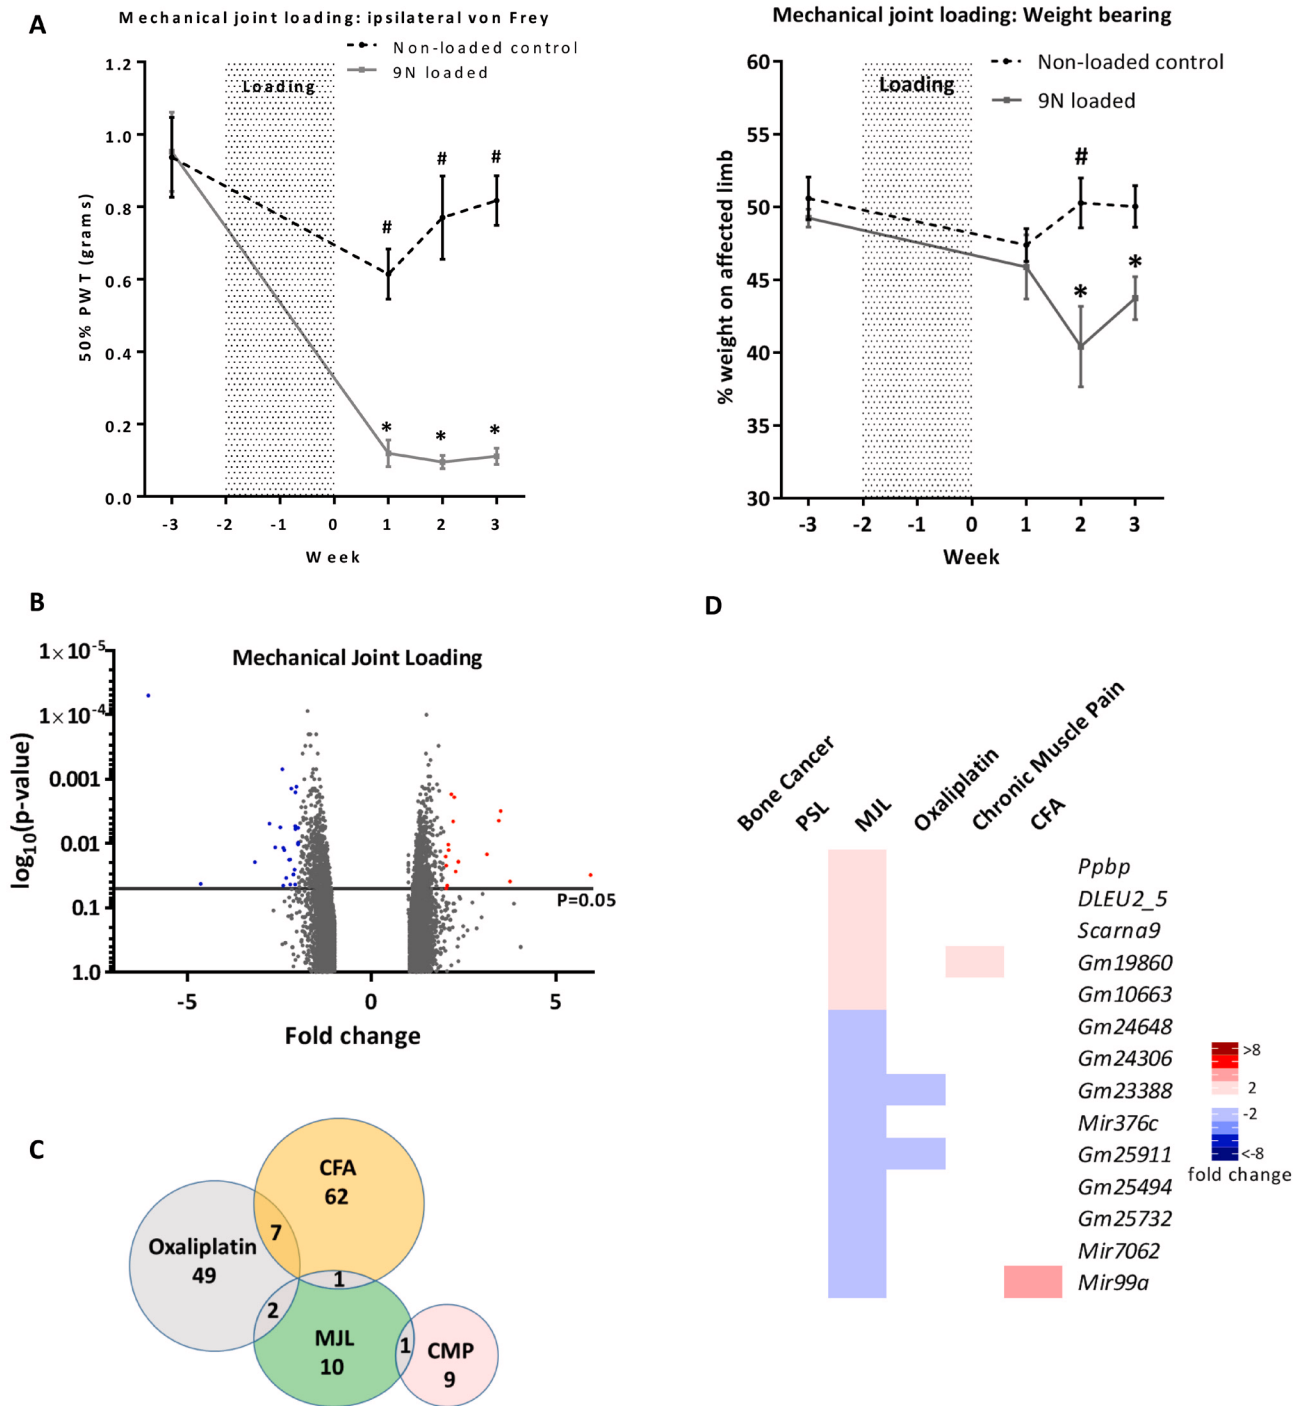 A
Mechanical joint loading: ipsilateral von Frey
Non-loaded control
9N loaded
Loading
1.2
1.0
0.8
0.6
0.4
0.2
0.0
50% PWT (grams)
#
#
#
*
*
*
-3 -2 -1 0 1 2 3
Week
Mechanical joint loading: Weight bearing
Non-loaded control
9N loaded
Loading
60
55
50
45
40
35
30
% weight on affected limb
#
*
*
-3 -2 -1 0 1 2 3
Week
B
Mechanical Joint Loading
1×10⁻⁵
1×10⁻⁴
0.001
0.01
0.1
1.0
log₁₀(p-value)
P=0.05
-5 0 5
Fold change
C
CFA
62
7
Oxaliplatin
49
1
2
MJL
10
1
CMP
9
D
Bone Cancer
PSL
MJL
Oxaliplatin
Chronic Muscle Pain
CFA
Ppbp
DLEU2_5
Scarna9
Gm19860
Gm10663
Gm24648
Gm24306
Gm23388
Mir376c
Gm25911
Gm25494
Gm25732
Mir7062
Mir99a
>8
2
-2
<-8
fold change